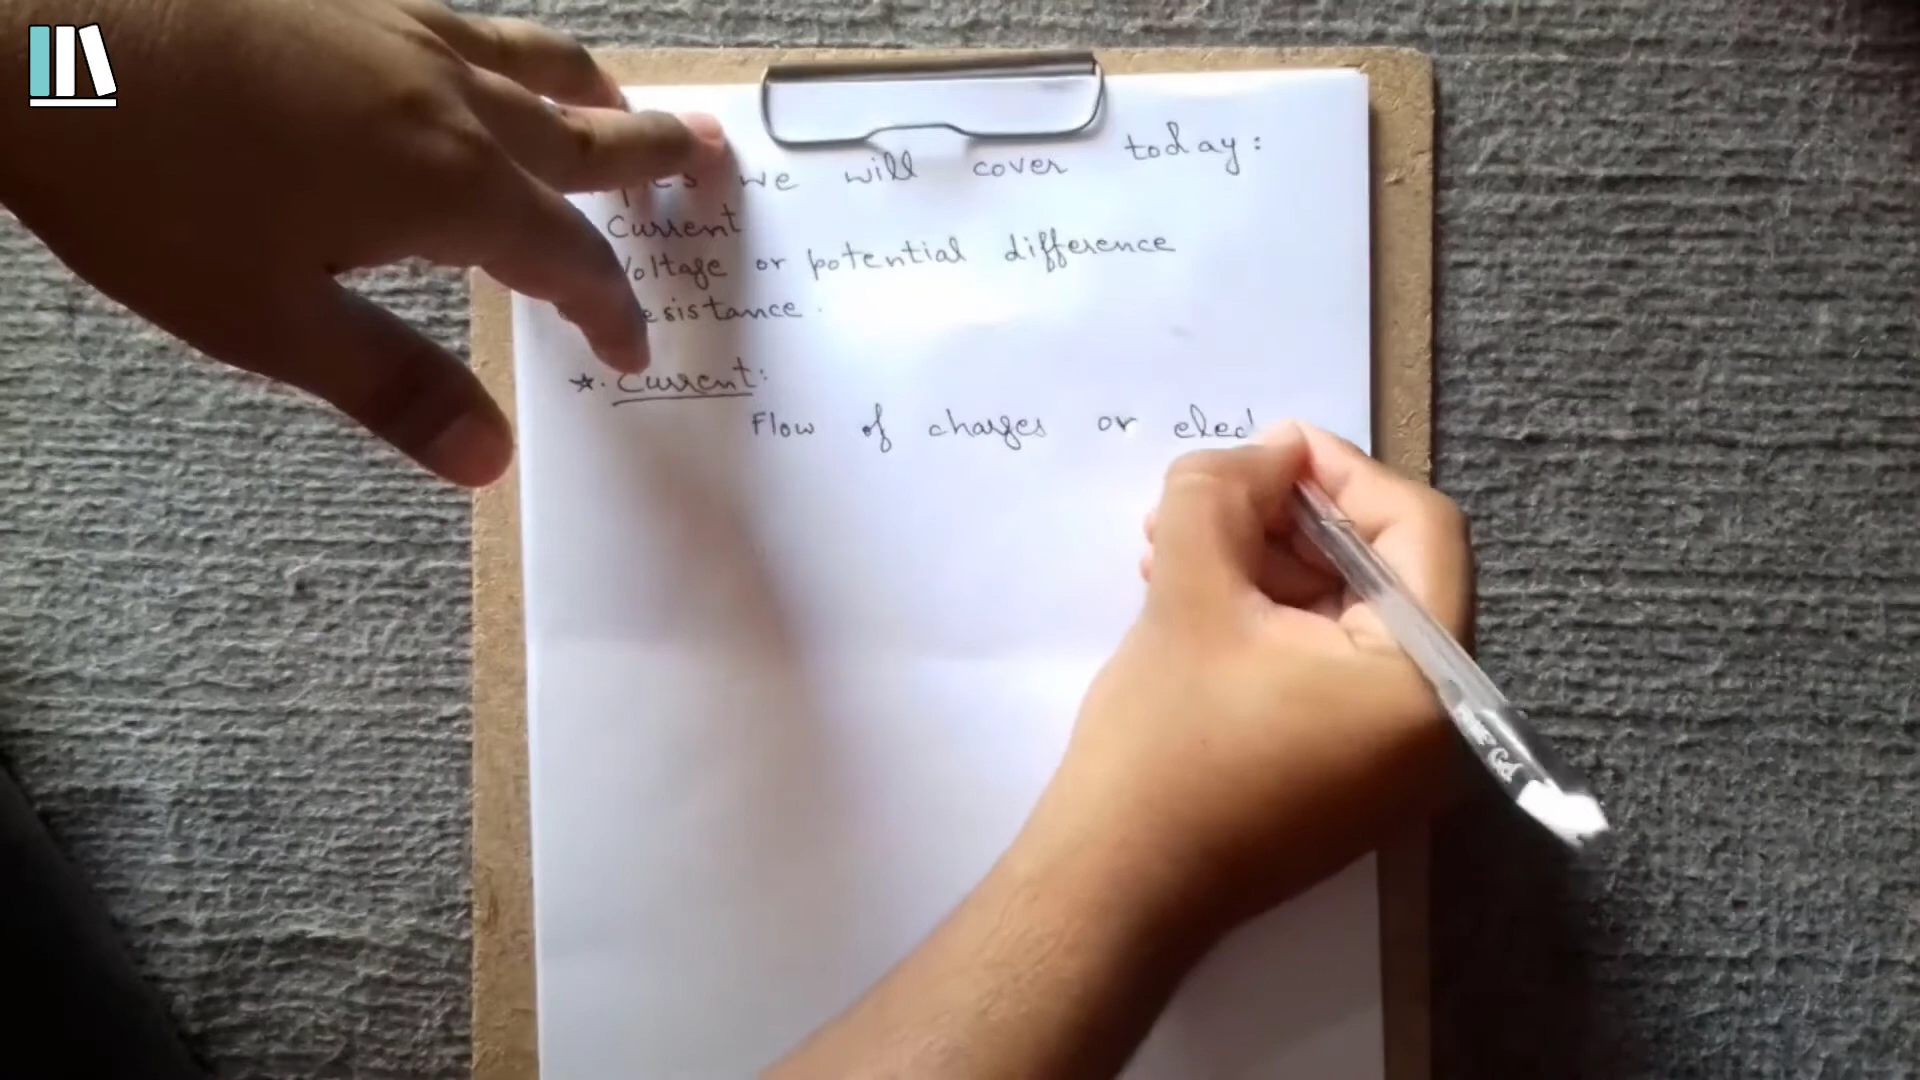 we will cover today:
Current
Voltage or potential difference
esistance.
☆. Current:
Flow of charges or elec